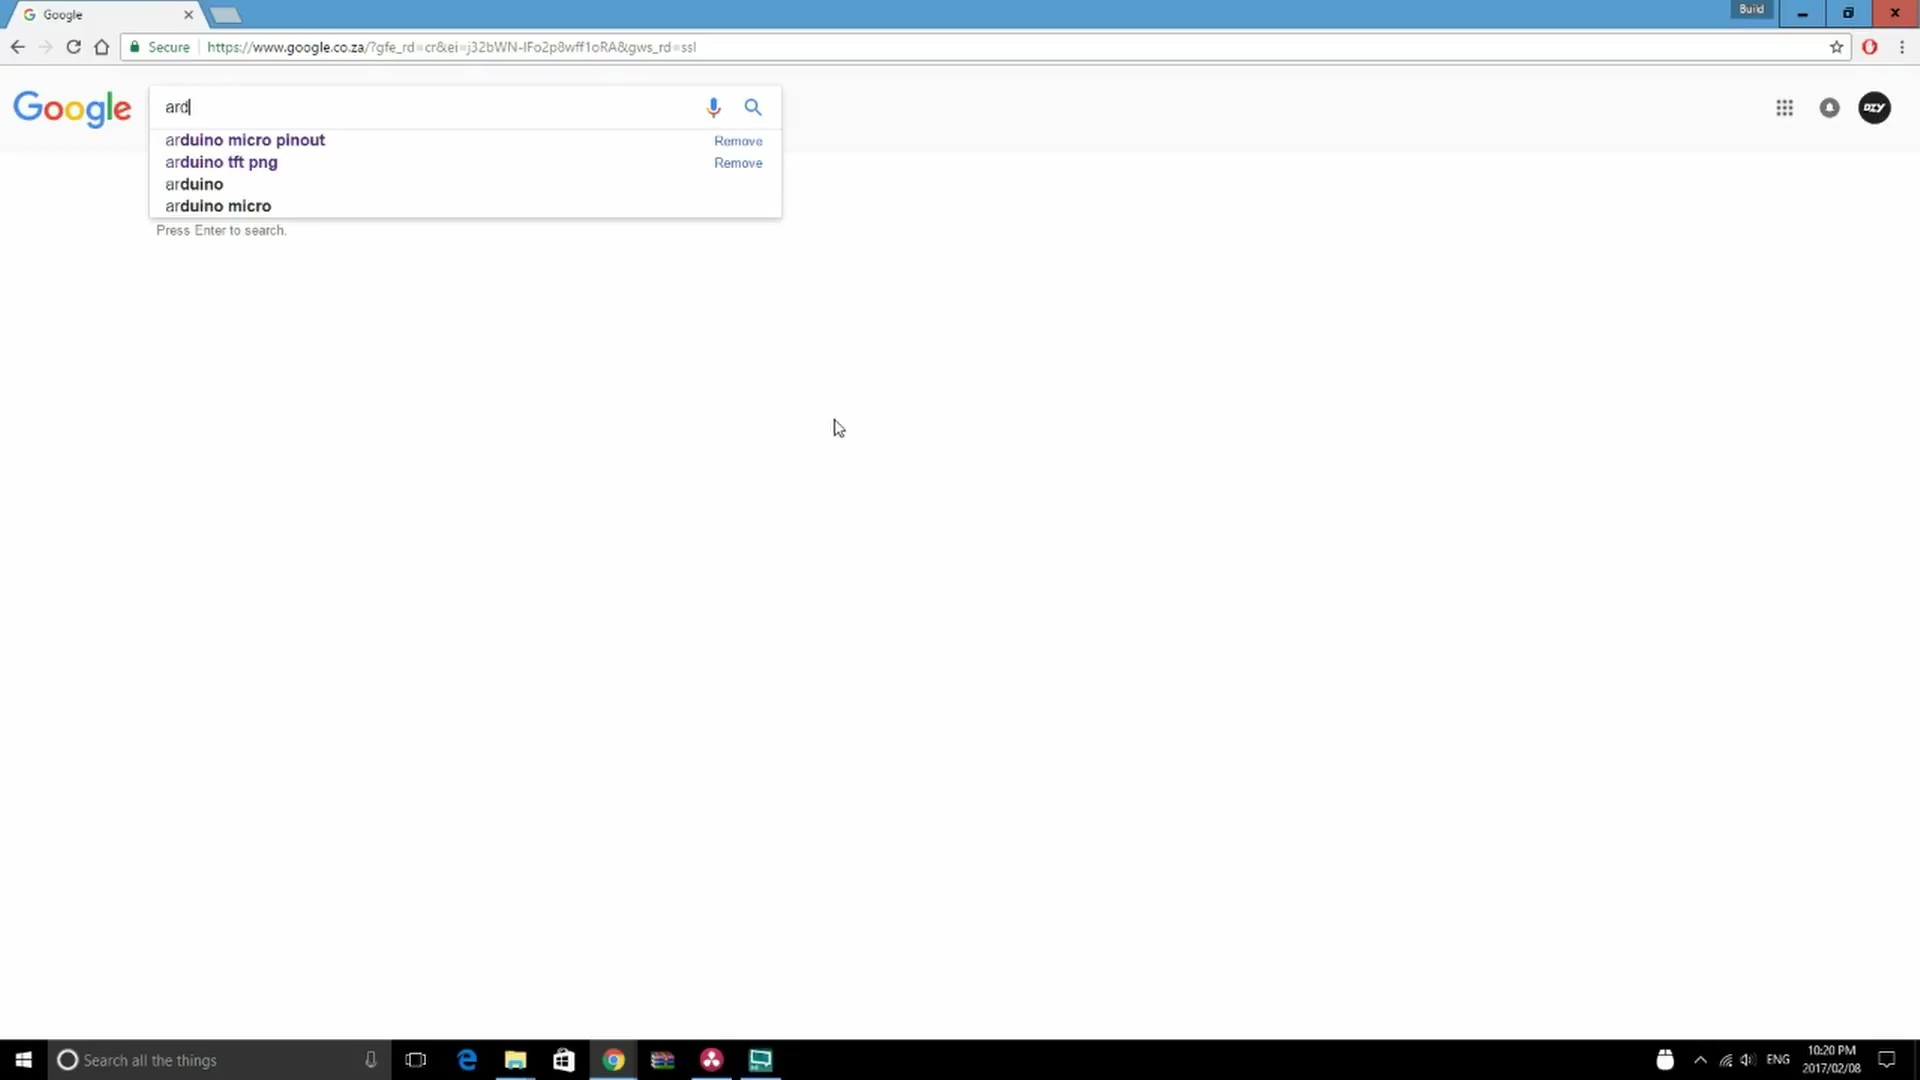 Google
Build
Secure https://www.google.co.za/?gfe_rd=cr&ei=j32bWN-IFo2p8wff1oRA&gws_rd=ssl
Google
ard
OZY
arduino micro pinout Remove
arduino tft png Remove
arduino
arduino micro
Press Enter to search.
Search all the things
ENG
10:20 PM
2017/02/08